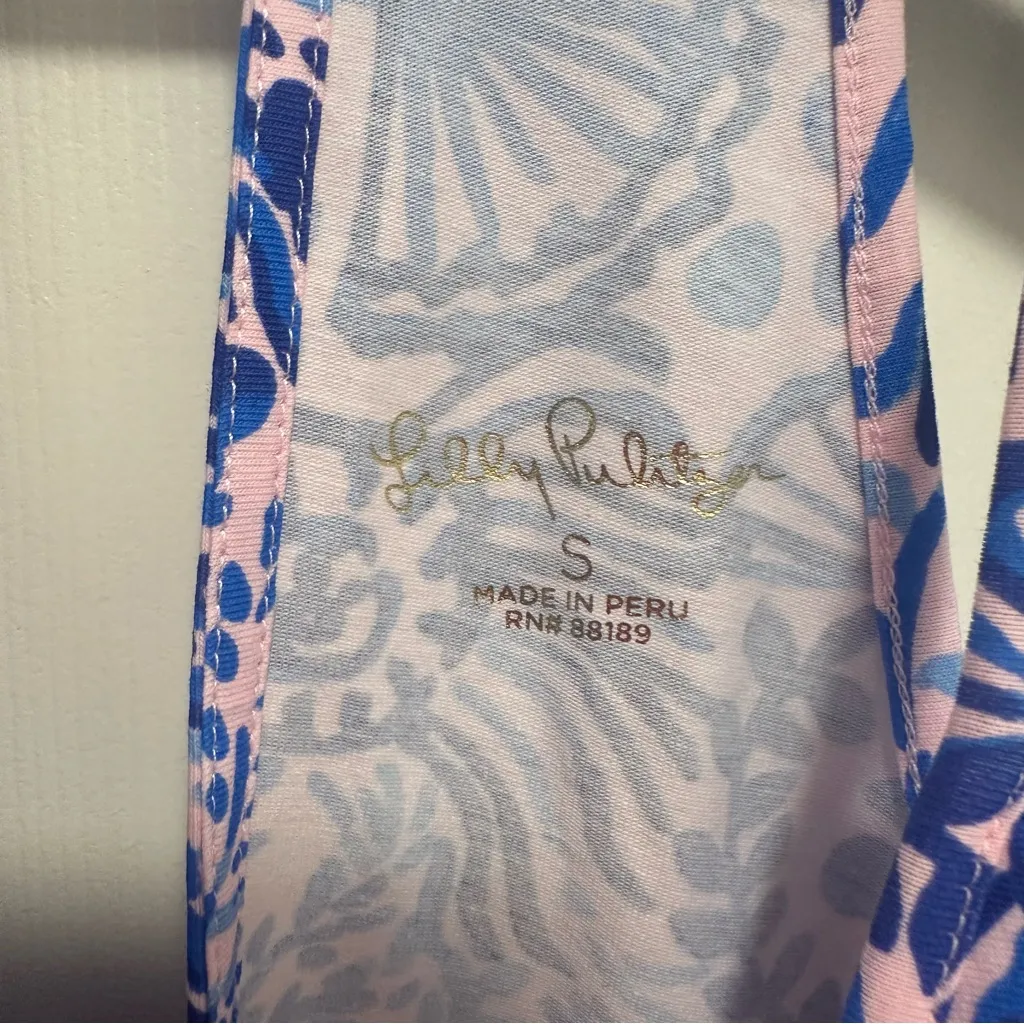 Lilly Pulitzer
S
MADE IN PERU
RN# 88189